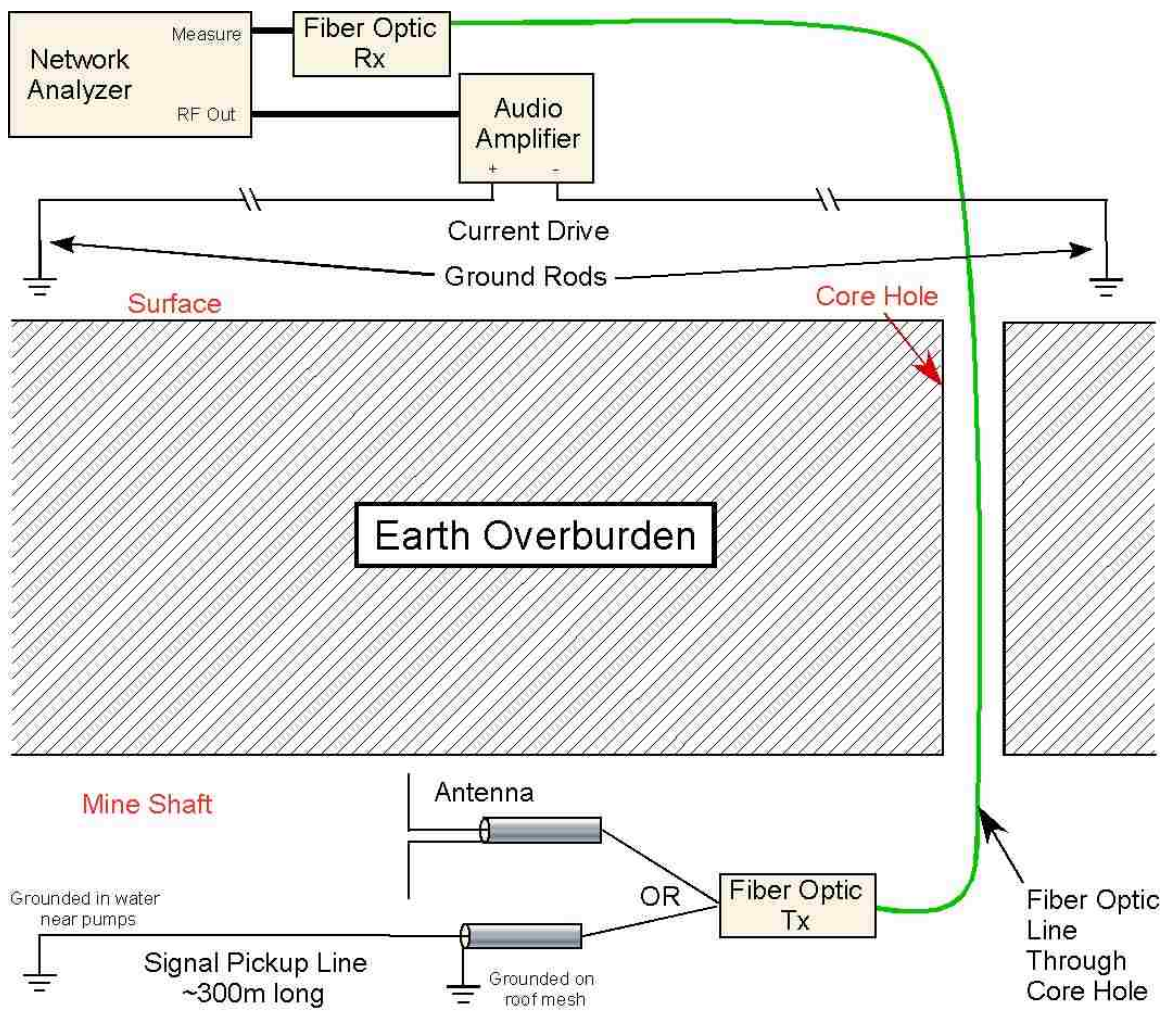 Network
Analyzer
Measure
RF Out
Fiber Optic
Rx
Audio
Amplifier
+ -
Current Drive
Ground Rods
Surface
Core Hole
Earth Overburden
Mine Shaft
Antenna
Grounded in water
near pumps
OR
Fiber Optic
Tx
Signal Pickup Line
~300m long
Grounded on
roof mesh
Fiber Optic
Line
Through
Core Hole